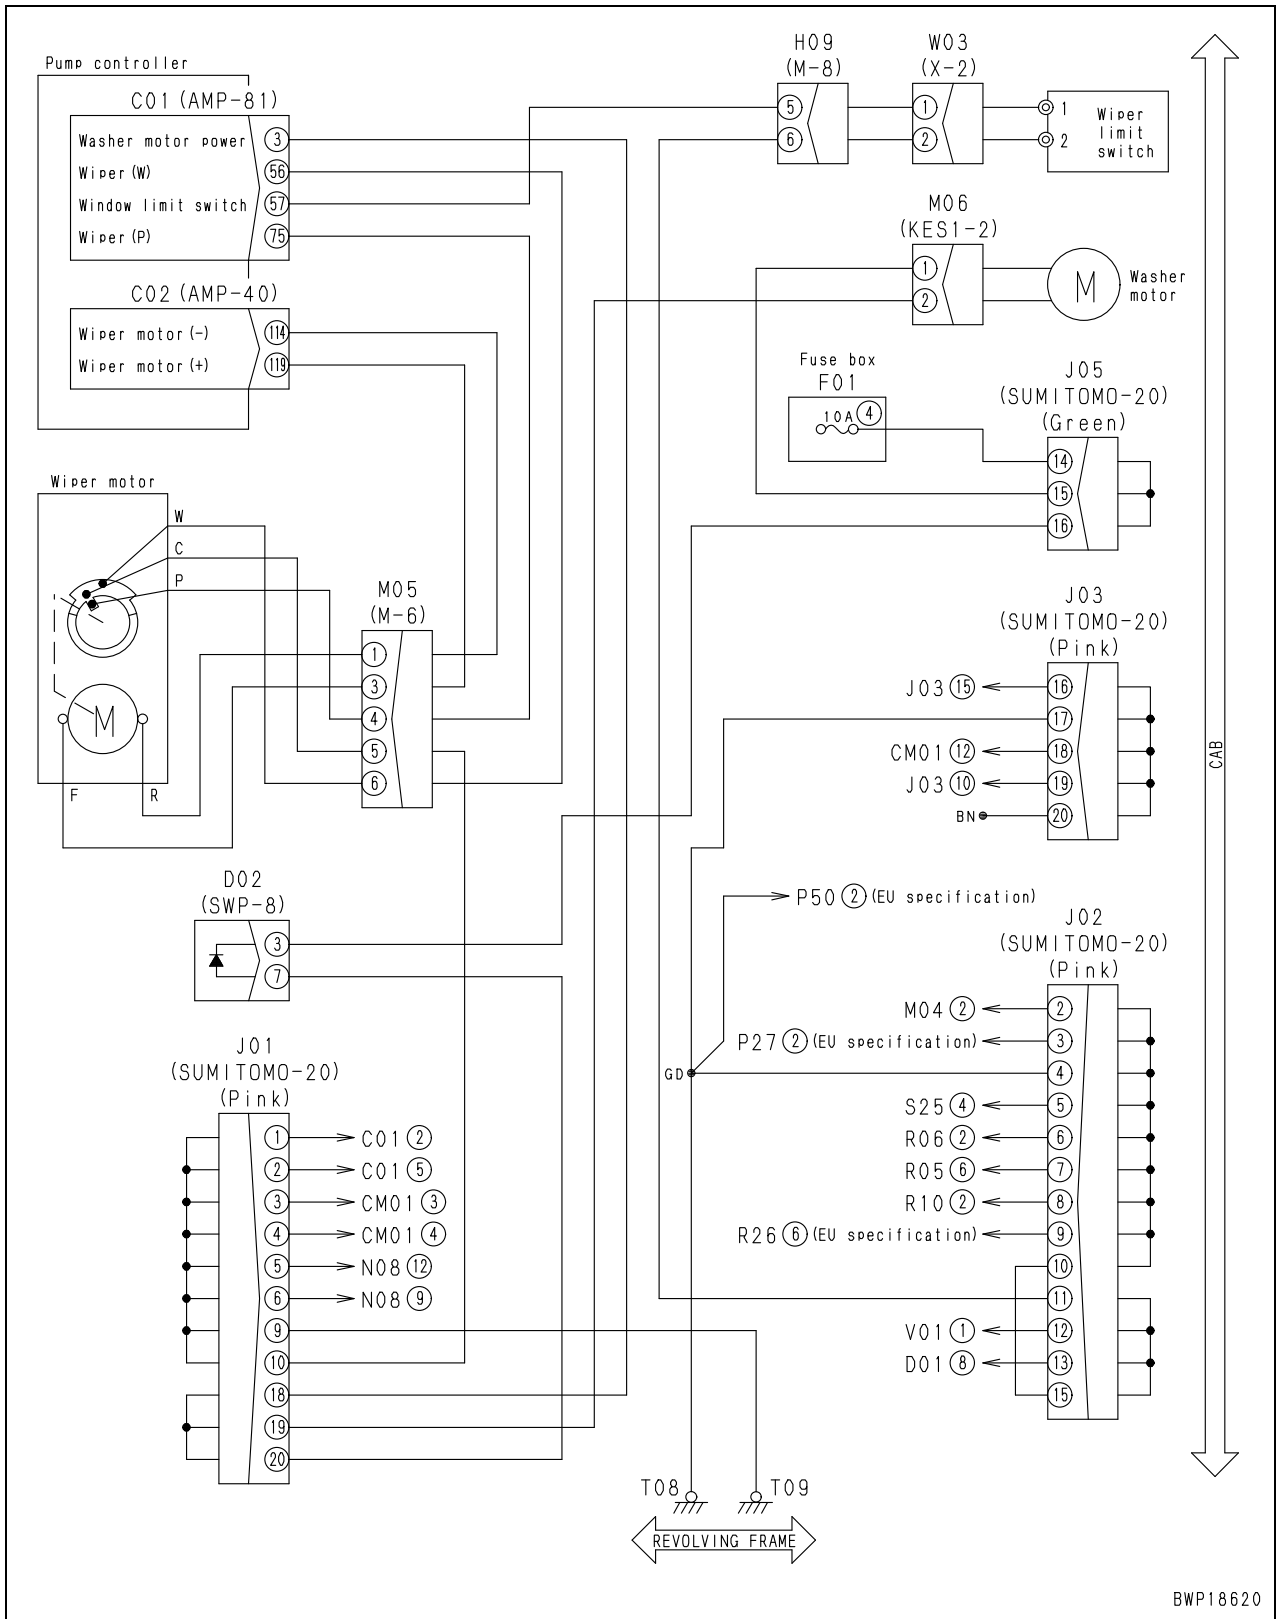 Pump controller
C01 (AMP-81)
Washer motor power 3
Wiper (W) 56
Window limit switch 57
Wiper (P) 75
C02 (AMP-40)
Wiper motor (-) 114
Wiper motor (+) 119
H09
(M-8)
5
6
W03
(X-2)
1
2
1
2
Wiper
limit
switch
M06
(KES1-2)
1
2
M
Washer
motor
Fuse box
F01
10A 4
J05
(SUMITOMO-20)
(Green)
14
15
16
Wiper motor
W
C
P
M
F
R
M05
(M-6)
1
3
4
5
6
J03
(SUMITOMO-20)
(Pink)
J03 15 16
17
CM01 12 18
J03 10 19
BN 20
CAB
D02
(SWP-8)
3
7
P50 2 (EU specification)
J02
(SUMITOMO-20)
(Pink)
M04 2 2
P27 2 (EU specification) 3
GD 4
S25 4 5
R06 2 6
R05 6 7
R10 2 8
R26 6 (EU specification) 9
10
11
V01 1 12
D01 8 13
15
J01
(SUMITOMO-20)
(Pink)
1 C01 2
2 C01 5
3 CM01 3
4 CM01 4
5 N08 12
6 N08 9
9
10
18
19
20
T08
T09
REVOLVING FRAME
BWP18620